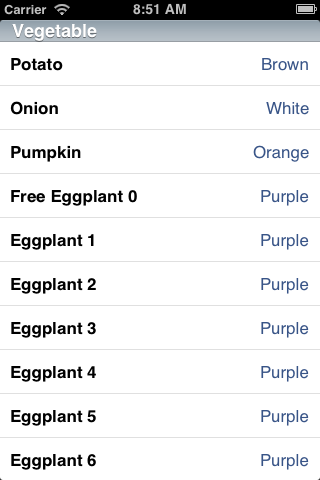 Carrier 8:51 AM
Vegetable
Potato Brown
Onion White
Pumpkin Orange
Free Eggplant 0 Purple
Eggplant 1 Purple
Eggplant 2 Purple
Eggplant 3 Purple
Eggplant 4 Purple
Eggplant 5 Purple
Eggplant 6 Purple